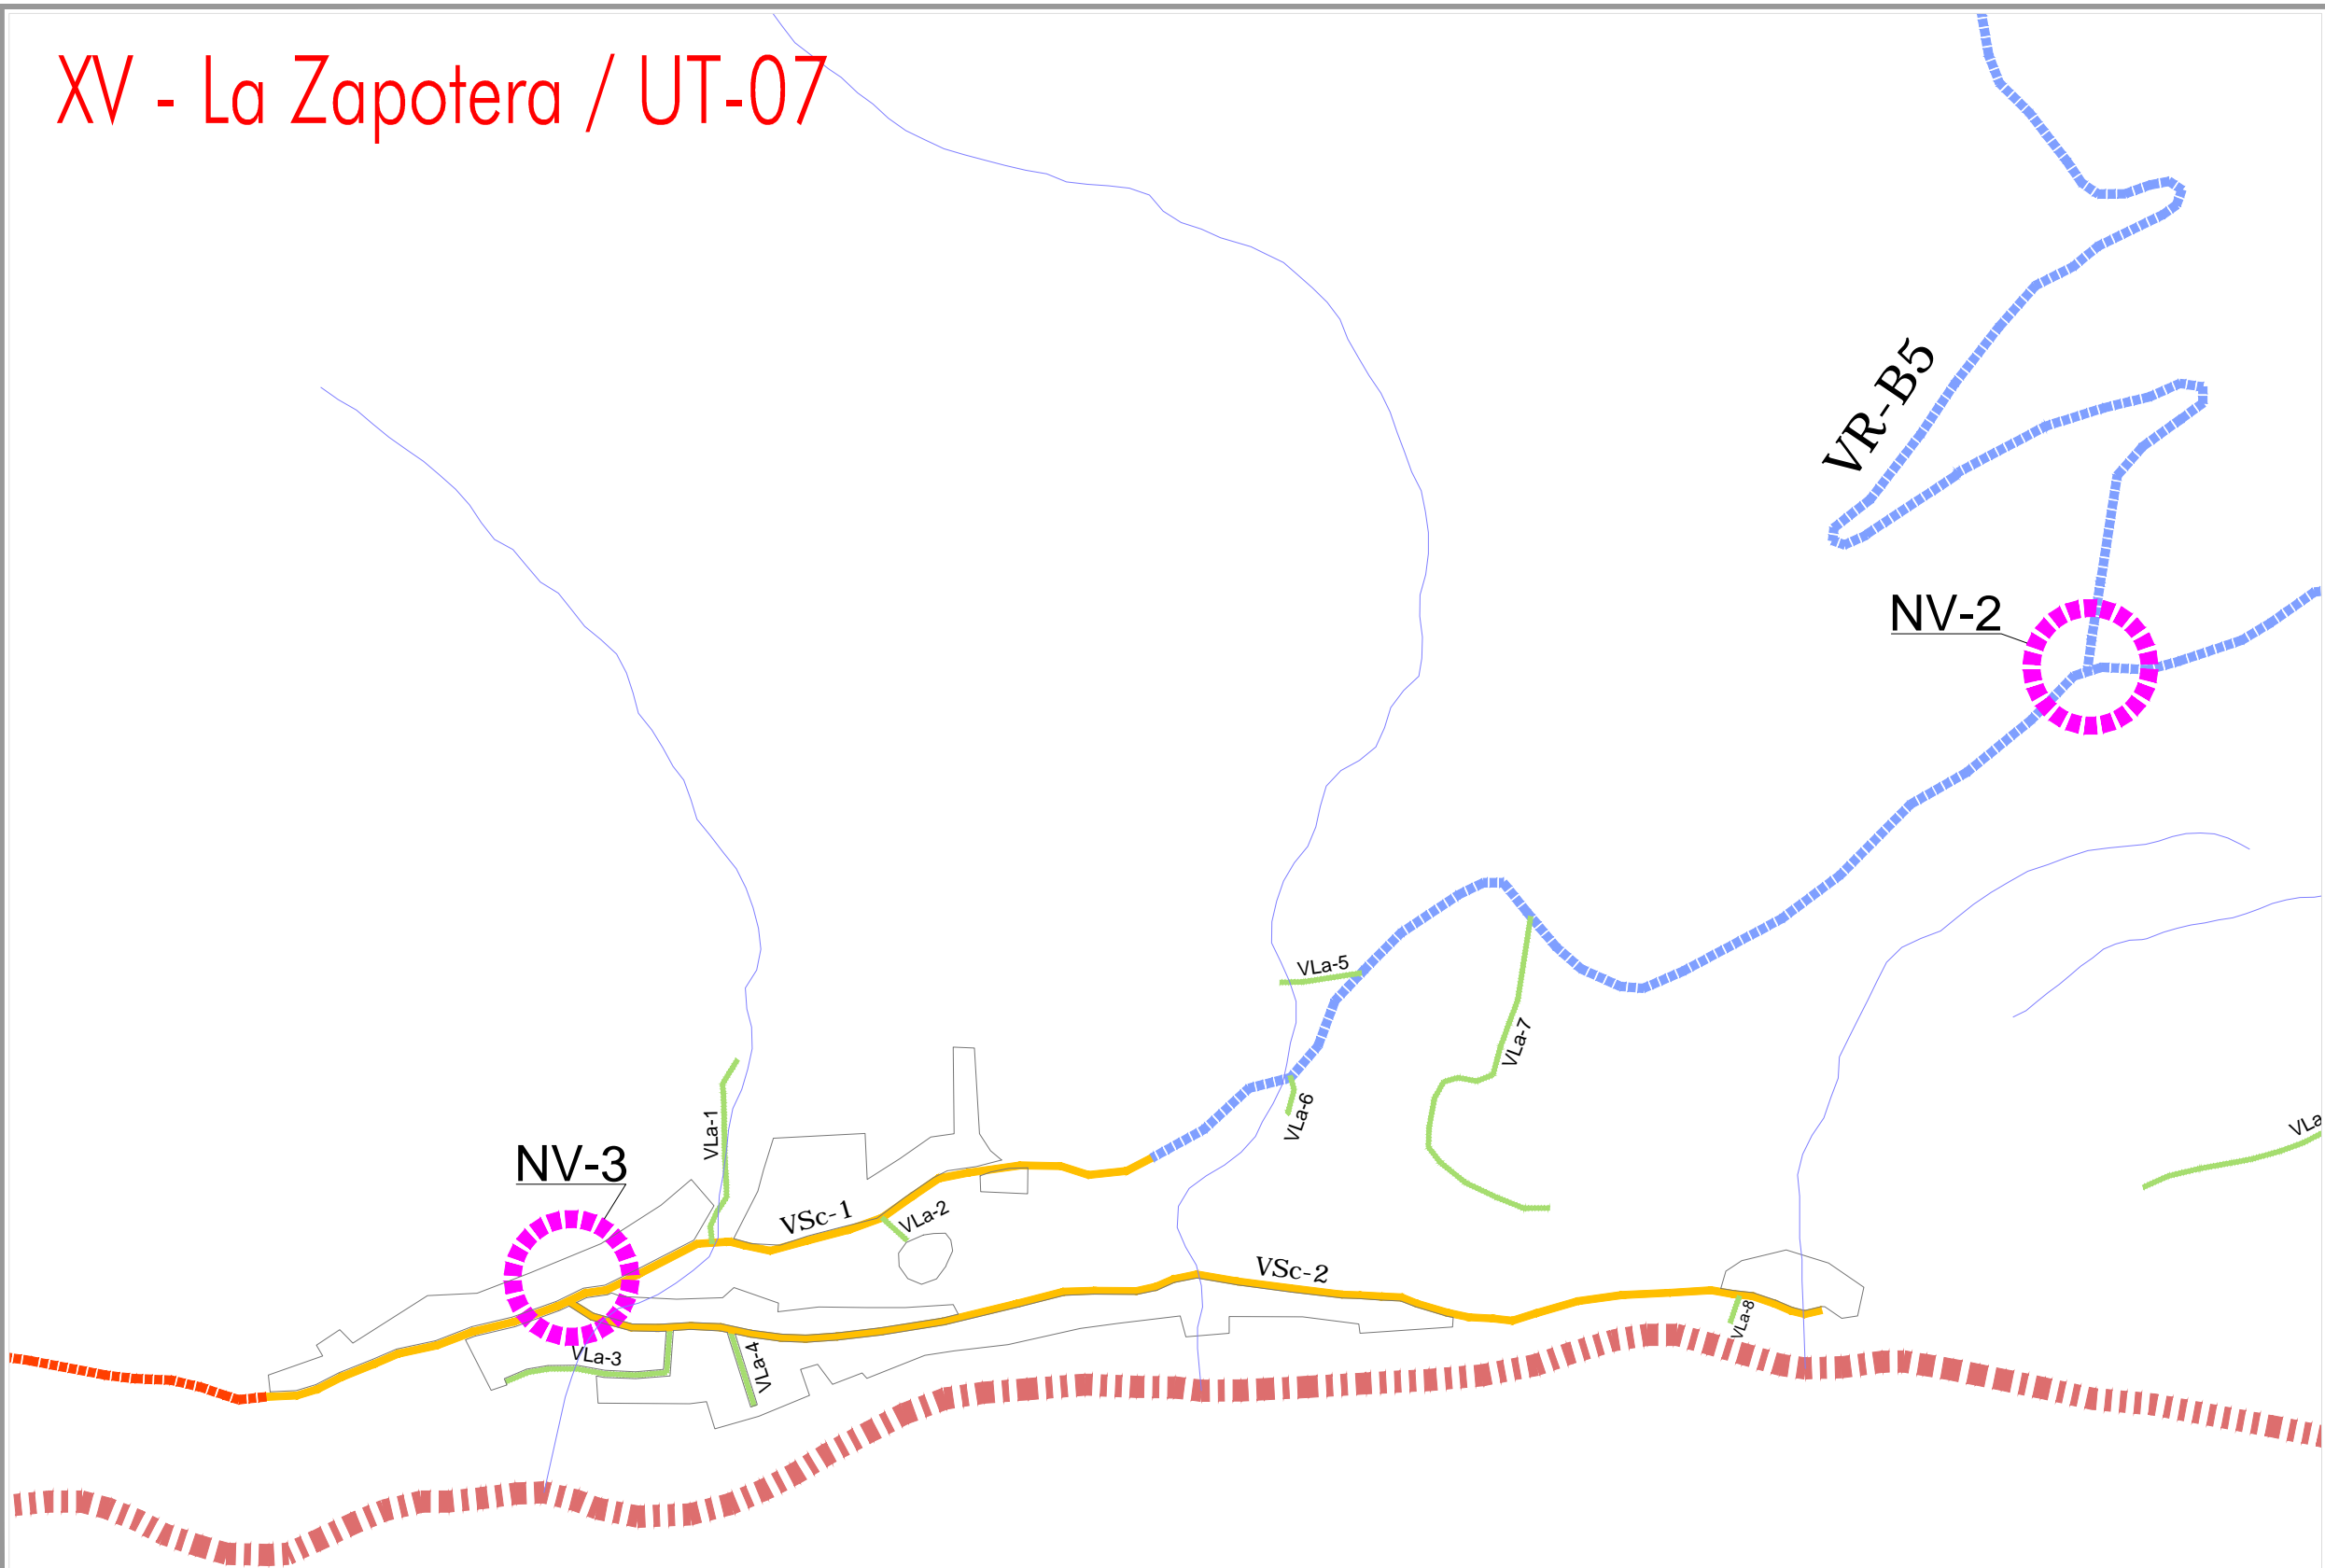 XV - La Zapotera / UT-07
VR-B5
NV-2
VLa-5
VLa-7
VLa-6
VLa-1
VLa
NV-3
VSc-1
VLa-2
VSc-2
VLa-8
VLa-3
VLa-4